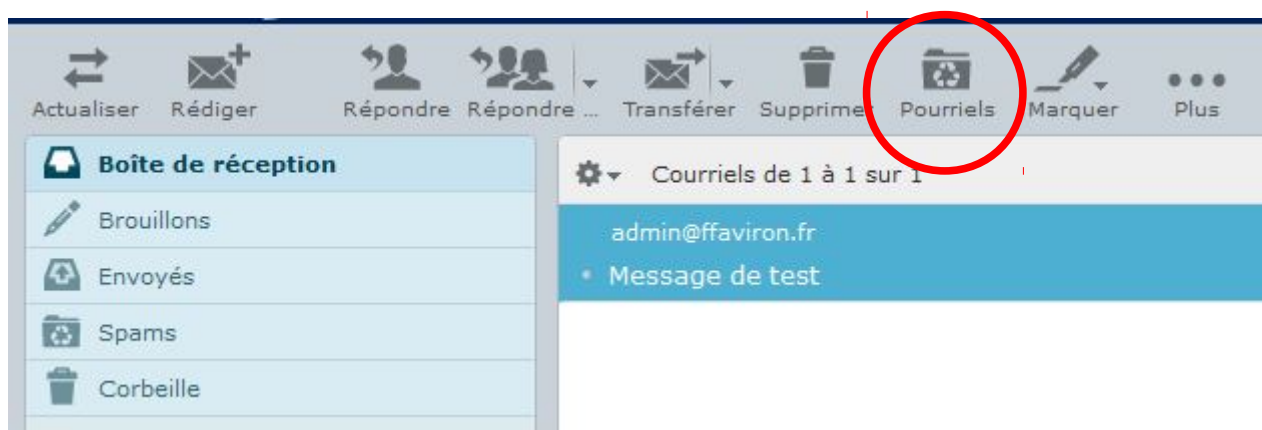 Actualiser Rédiger Répondre Répondre ... Transférer Supprimer Pourriels Marquer Plus
Boîte de réception
Courriels de 1 à 1 sur 1
Brouillons
admin@ffaviron.fr
Envoyés
Message de test
Spams
Corbeille